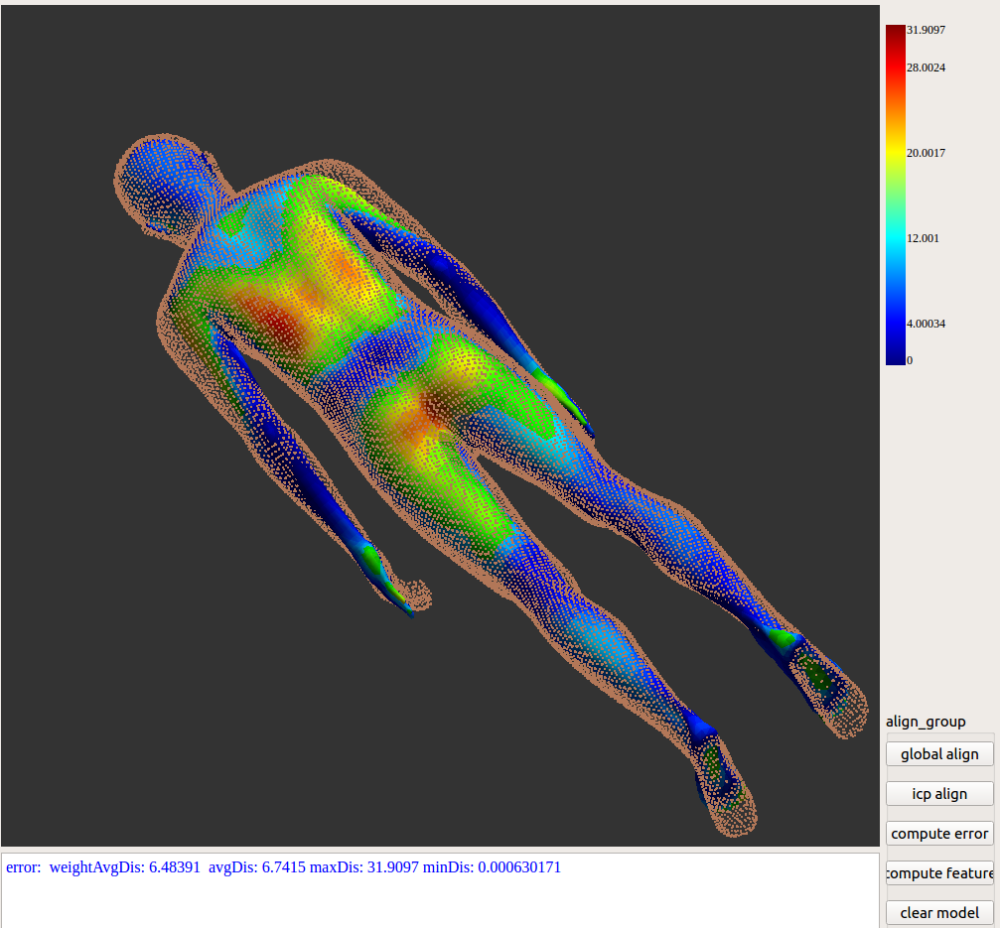 31.9097
28.0024
20.0017
12.001
4.00034
0
align_group
global align
icp align
compute error
compute feature
clear model
error: weightAvgDis: 6.48391 avgDis: 6.7415 maxDis: 31.9097 minDis: 0.000630171